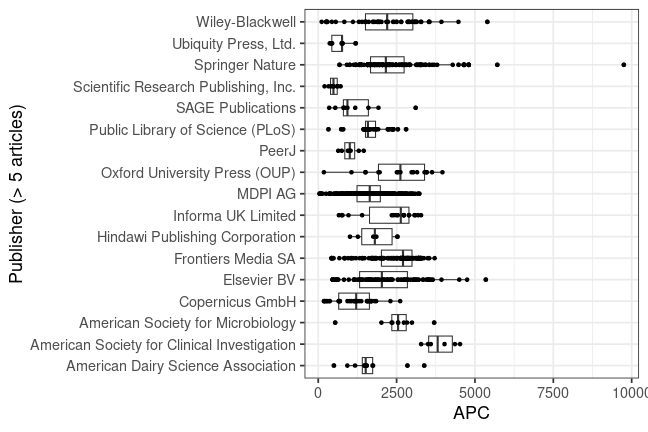 Publisher (> 5 articles)
Wiley-Blackwell
Ubiquity Press, Ltd.
Springer Nature
Scientific Research Publishing, Inc.
SAGE Publications
Public Library of Science (PLoS)
PeerJ
Oxford University Press (OUP)
MDPI AG
Informa UK Limited
Hindawi Publishing Corporation
Frontiers Media SA
Elsevier BV
Copernicus GmbH
American Society for Microbiology
American Society for Clinical Investigation
American Dairy Science Association
0 2500 5000 7500 10000
APC